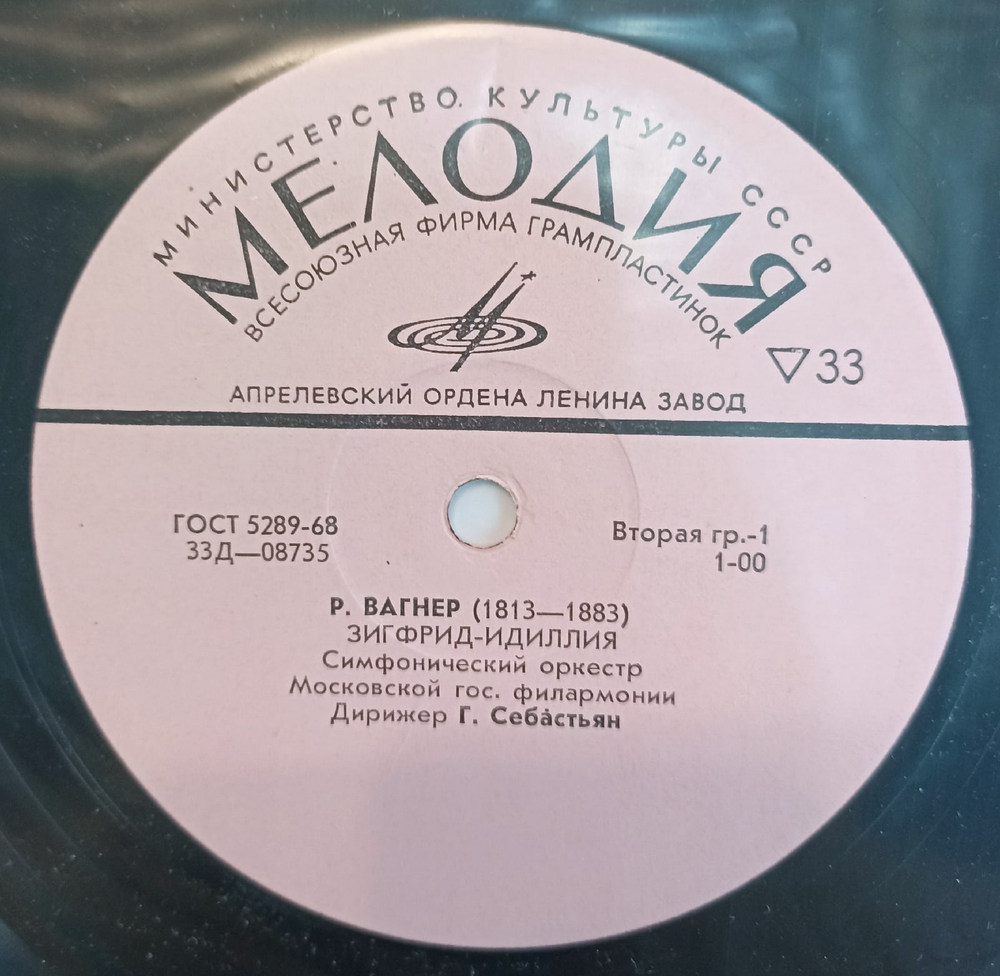 МИНИСТЕРСТВО КУЛЬТУРЫ СССР
МЕЛОДИЯ
ВСЕСОЮЗНАЯ ФИРМА ГРАМПЛАСТИНОК
▽33
АПРЕЛЕВСКИЙ ОРДЕНА ЛЕНИНА ЗАВОД
ГОСТ 5289-68
33Д—08735
Вторая гр.-1
1-00
Р. ВАГНЕР (1813—1883)
ЗИГФРИД-ИДИЛЛИЯ
Симфонический оркестр
Московской гос. филармонии
Дирижер Г. Себастьян